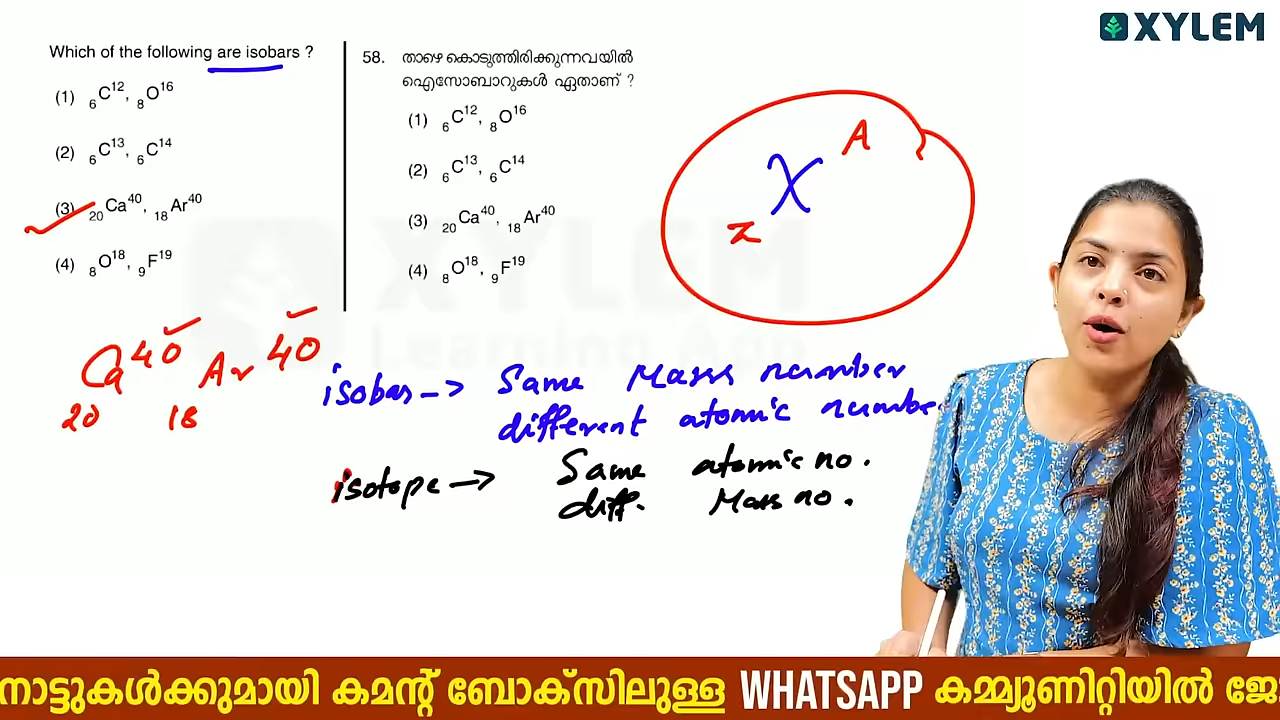 XYLEM
Which of the following are isobars ?
(1) ₆C¹², ₈O¹⁶
(2) ₆C¹³, ₆C¹⁴
(3) ₂₀Ca⁴⁰, ₁₈Ar⁴⁰
(4) ₈O¹⁸, ₉F¹⁹
58. താഴെ കൊടുത്തിരിക്കുന്നവയിൽ
ഐസോബാറുകൾ ഏതാണ് ?
(1) ₆C¹², ₈O¹⁶
(2) ₆C¹³, ₆C¹⁴
(3) ₂₀Ca⁴⁰, ₁₈Ar⁴⁰
(4) ₈O¹⁸, ₉F¹⁹
A
X
Z
XYLEM
Learning App
Ca⁴⁰ Ar⁴⁰
20 18
isobar → Same Mass number
different atomic number
isotope → Same atomic no.
diff. Mass no.
നാട്ടുകൾക്കുമായി കമന്റ് ബോക്സിലുള്ള WHATSAPP കമ്മ്യൂണിറ്റിയിൽ ജോ